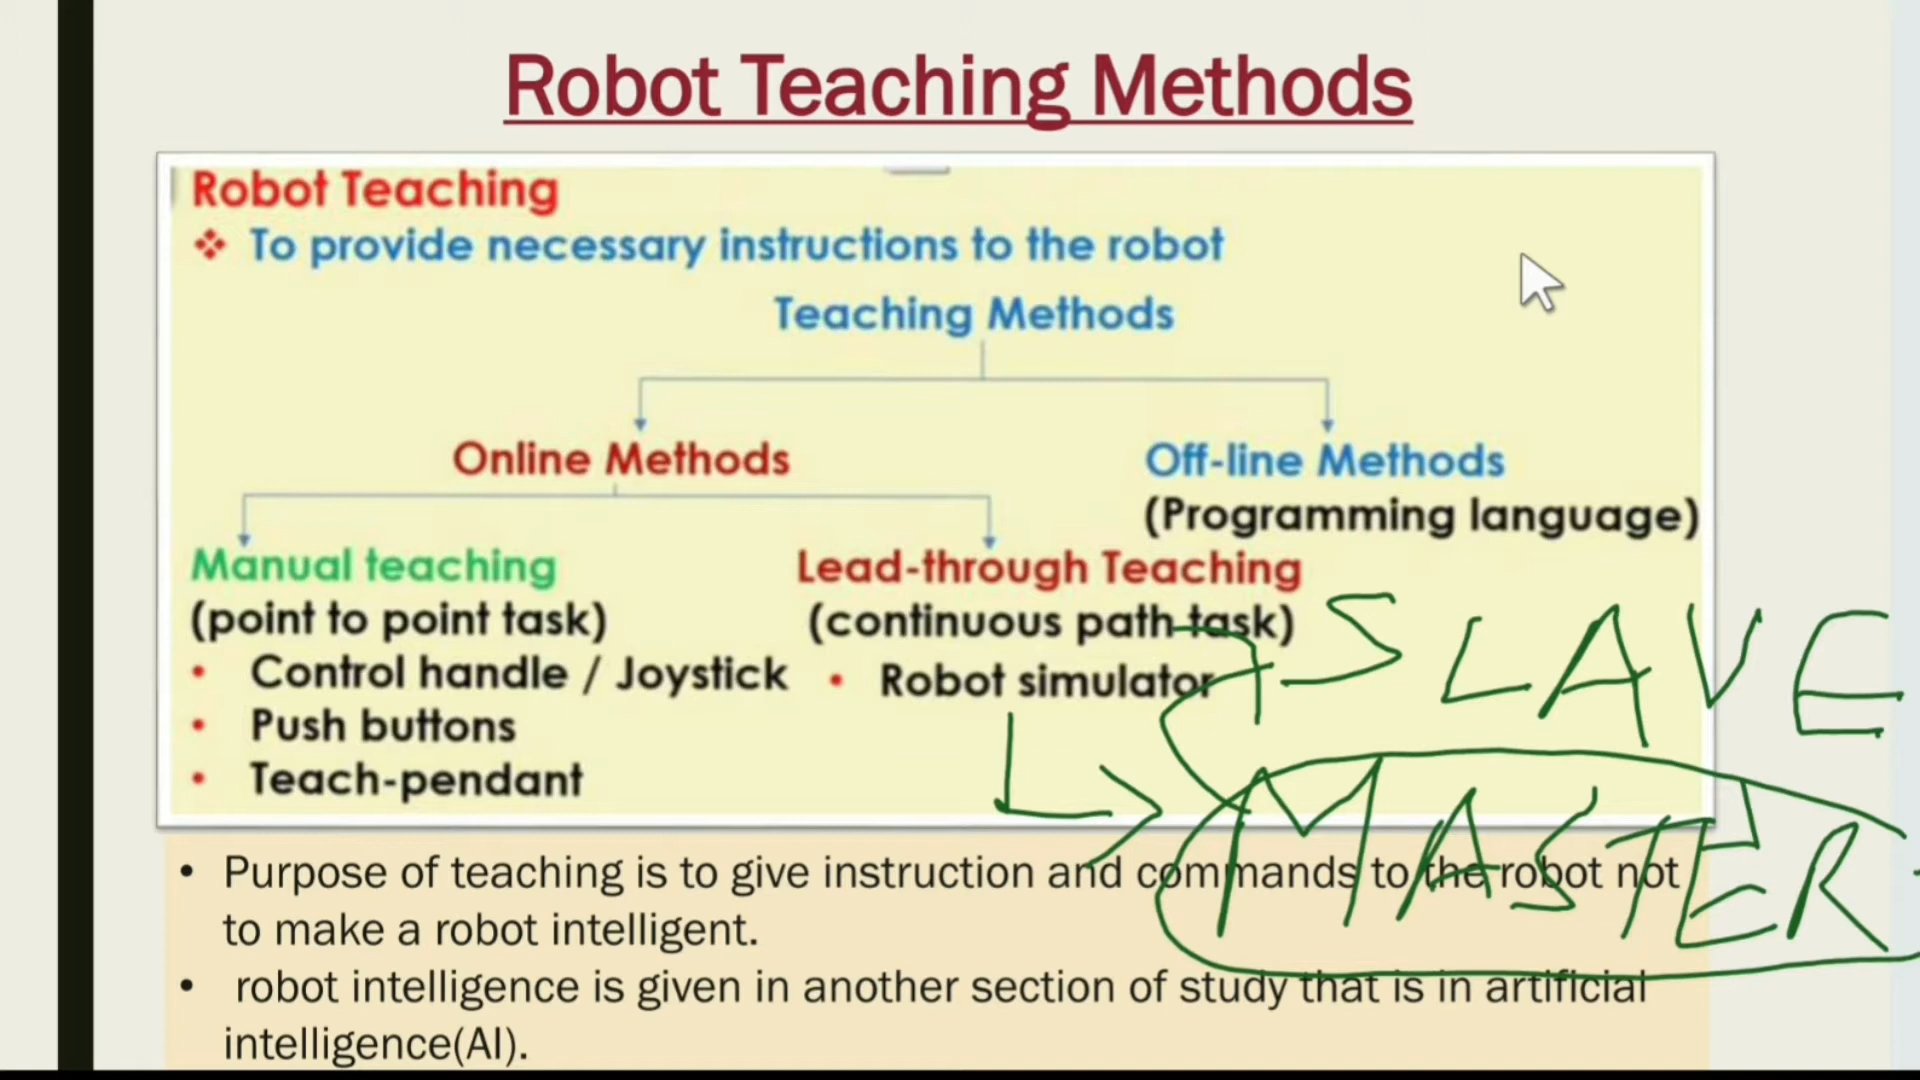 Robot Teaching Methods
Robot Teaching
❖ To provide necessary instructions to the robot
Teaching Methods
Online Methods
Off-line Methods
(Programming language)
Manual teaching
(point to point task)
• Control handle / Joystick
• Push buttons
• Teach-pendant
Lead-through Teaching
(continuous path task)
• Robot simulator
SLAVE
MASTER
• Purpose of teaching is to give instruction and commands to the robot not
to make a robot intelligent.
• robot intelligence is given in another section of study that is in artificial
intelligence(AI).